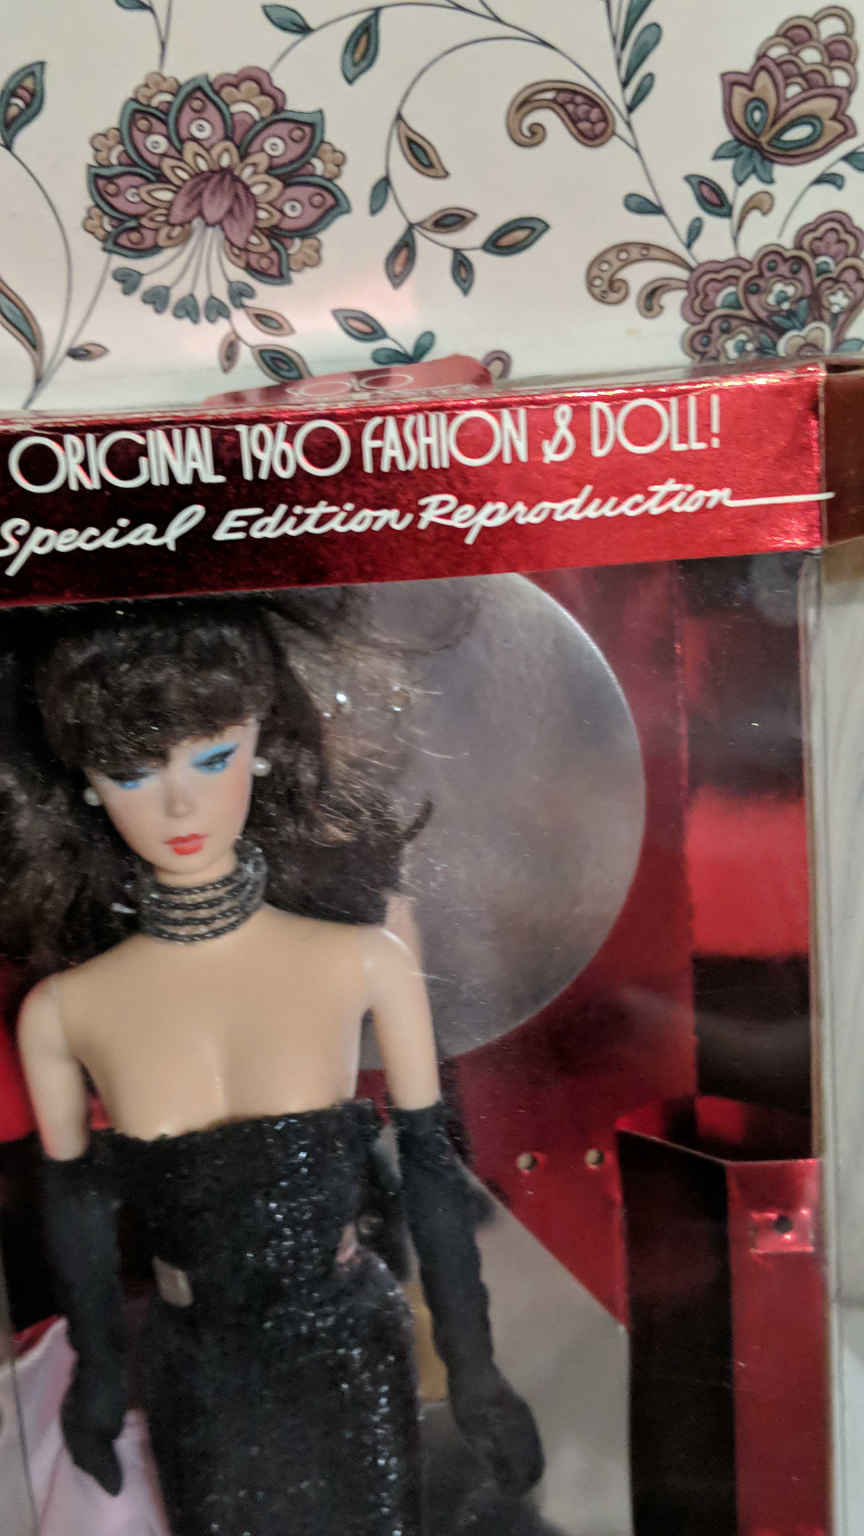 ORIGINAL 1960 FASHION & DOLL!
Special Edition Reproduction